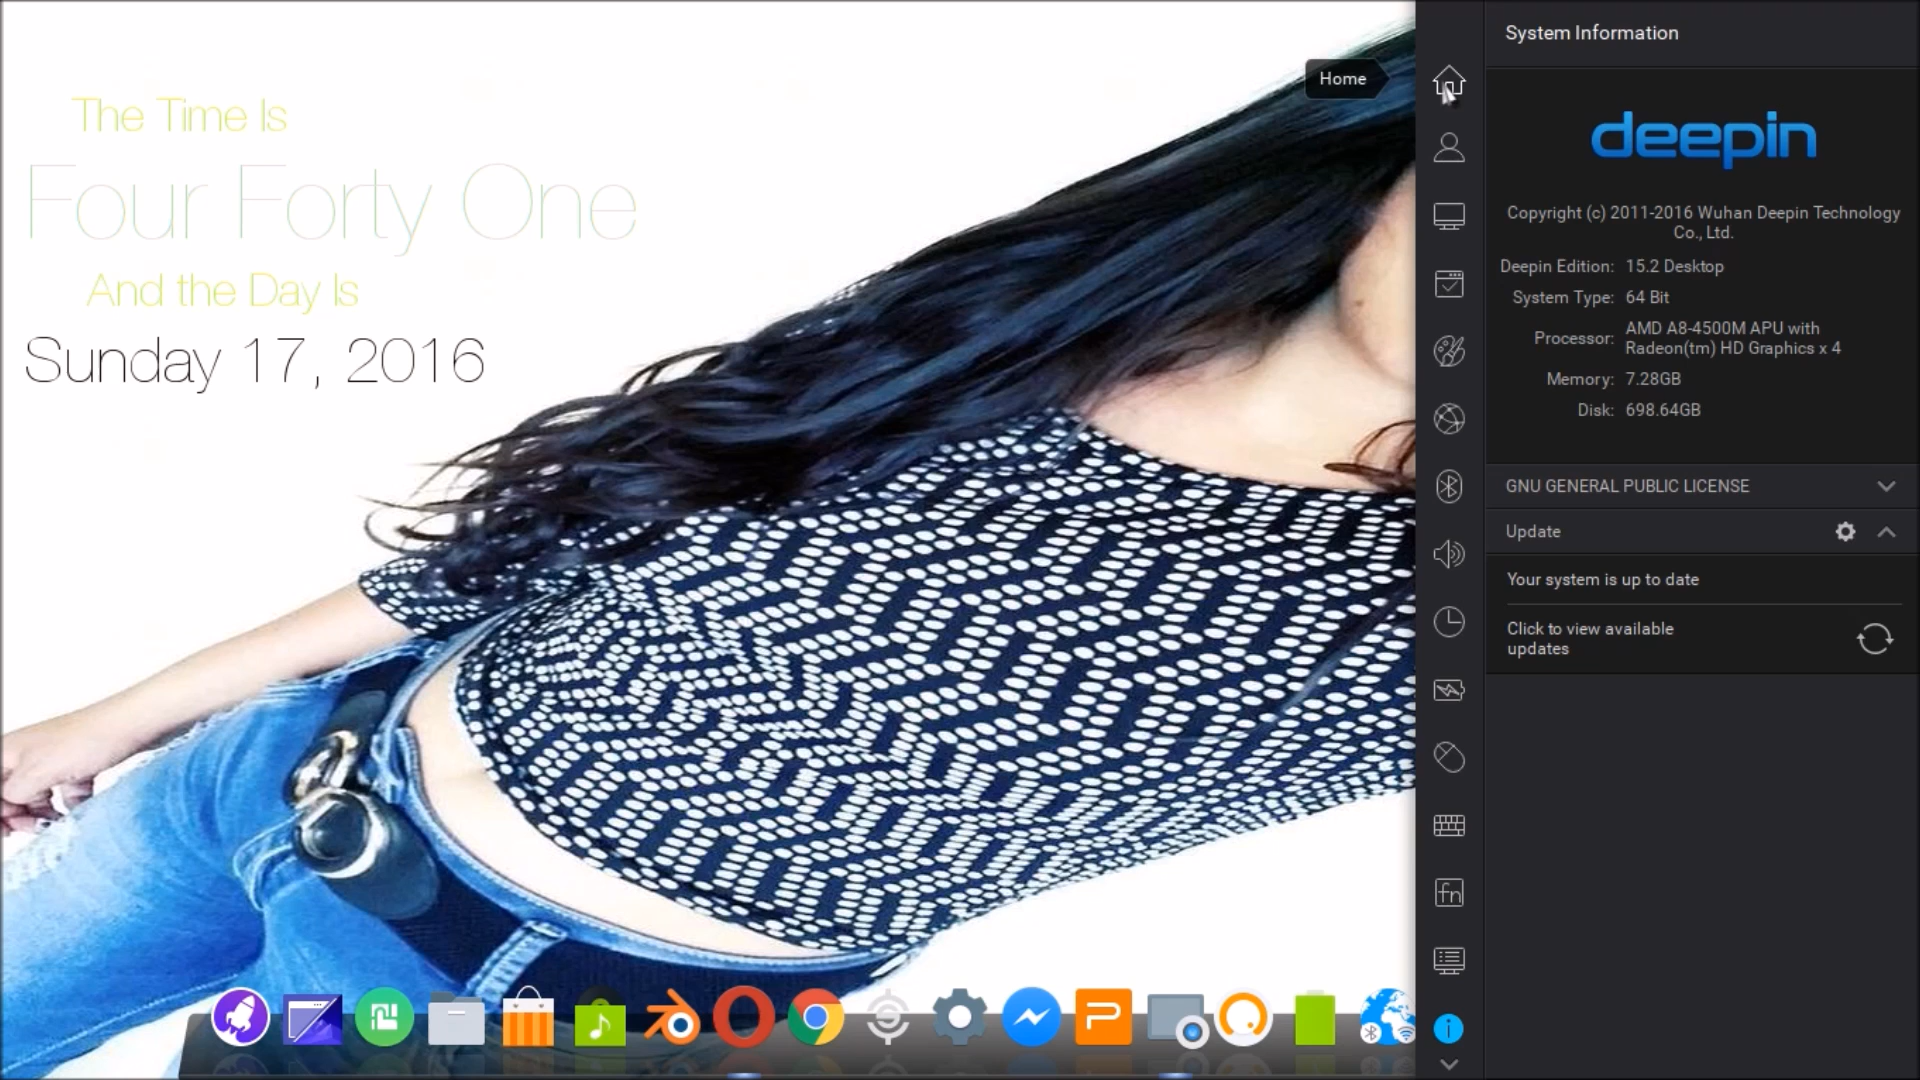 The Time Is
Four Forty One
And the Day Is
Sunday 17, 2016
Home
System Information
deepin
Copyright (c) 2011-2016 Wuhan Deepin Technology
Co., Ltd.
Deepin Edition: 15.2 Desktop
System Type: 64 Bit
Processor: AMD A8-4500M APU with
Radeon(tm) HD Graphics x 4
Memory: 7.28GB
Disk: 698.64GB
GNU GENERAL PUBLIC LICENSE
Update
Your system is up to date
Click to view available
updates
fn